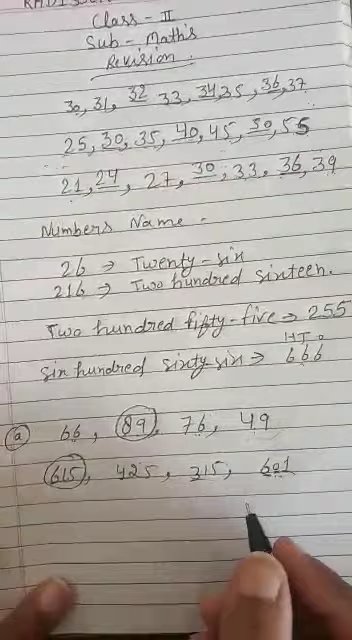 Class - II
Sub - Math's
Revision.
30, 31, 32 33, 34, 35, 36, 37
25, 30, 35, 40, 45, 50, 55
21, 24, 27, 30, 33, 36, 39
Numbers Name -
26 → Twenty-six
216 → Two hundred sixteen.
Two hundred fifty-five → 255
H T O
six hundred sixty-six → 666
(a) 66, 89, 76, 49
615, 425, 315, 601